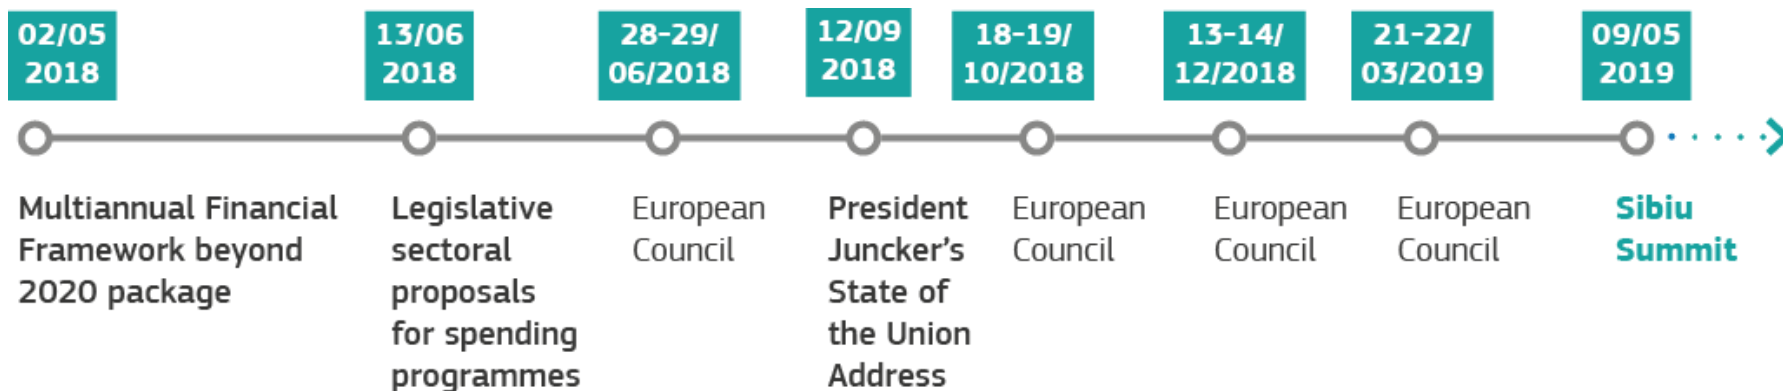 02/05
2018
13/06
2018
28-29/
06/2018
12/09
2018
18-19/
10/2018
13-14/
12/2018
21-22/
03/2019
09/05
2019
Multiannual Financial
Framework beyond
2020 package
Legislative
sectoral
proposals
for spending
programmes
European
Council
President
Juncker’s
State of
the Union
Address
European
Council
European
Council
European
Council
Sibiu
Summit